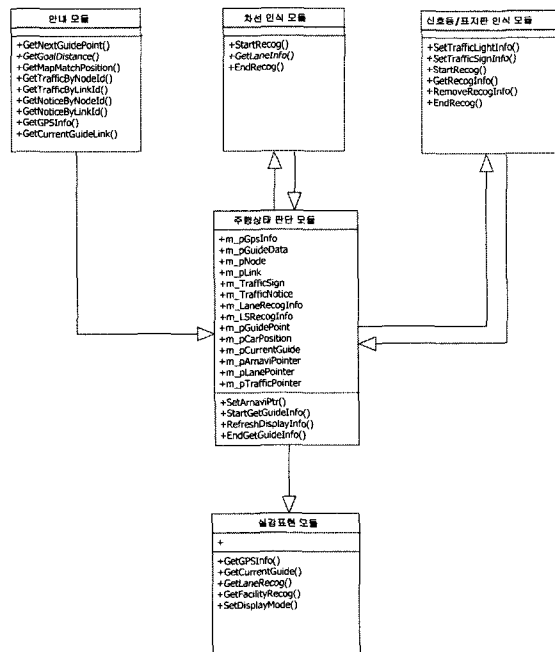 안내 모듈
+GetNextGuidePoint()
+GetGoalDistance()
+GetMapMatchPosition()
+GetTrafficByNodeId()
+GetTrafficByLinkId()
+GetNoticeByNodeId()
+GetNoticeByLinkId()
+GetGPSInfo()
+GetCurrentGuideLink()
차선 인식 모듈
+StartRecog()
+GetLaneInfo()
+EndRecog()
신호등/표지판 인식 모듈
+SetTrafficLightInfo()
+SetTrafficSignInfo()
+StartRecog()
+GetRecogInfo()
+RemoveRecogInfo()
+EndRecog()
주행상태 판단 모듈
+m_pGpsInfo
+m_pGuideData
+m_pNode
+m_pLink
+m_TrafficSign
+m_TrafficNotice
+m_LaneRecogInfo
+m_LSRecogInfo
+m_pGuidePoint
+m_pCarPosition
+m_pCurrentGuide
+m_pArnaviPointer
+m_pLanePointer
+m_pTrafficPointer
+SetArnaviPtr()
+StartGetGuideInfo()
+RefreshDisplayInfo()
+EndGetGuideInfo()
실감표현 모듈
+
+GetGPSInfo()
+GetCurrentGuide()
+GetLaneRecog()
+GetFacilityRecog()
+SetDisplayMode()